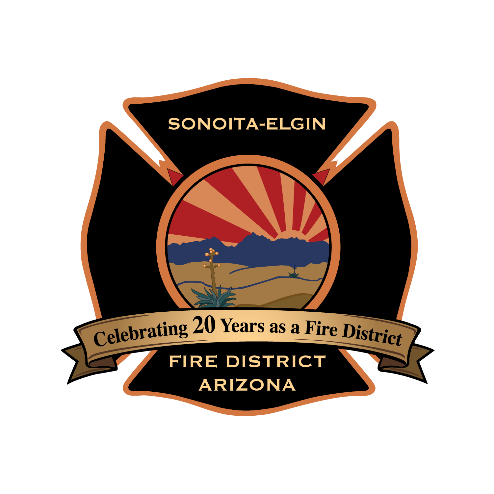 SONOITA-ELGIN
Celebrating 20 Years as a Fire District
FIRE DISTRICT
ARIZONA